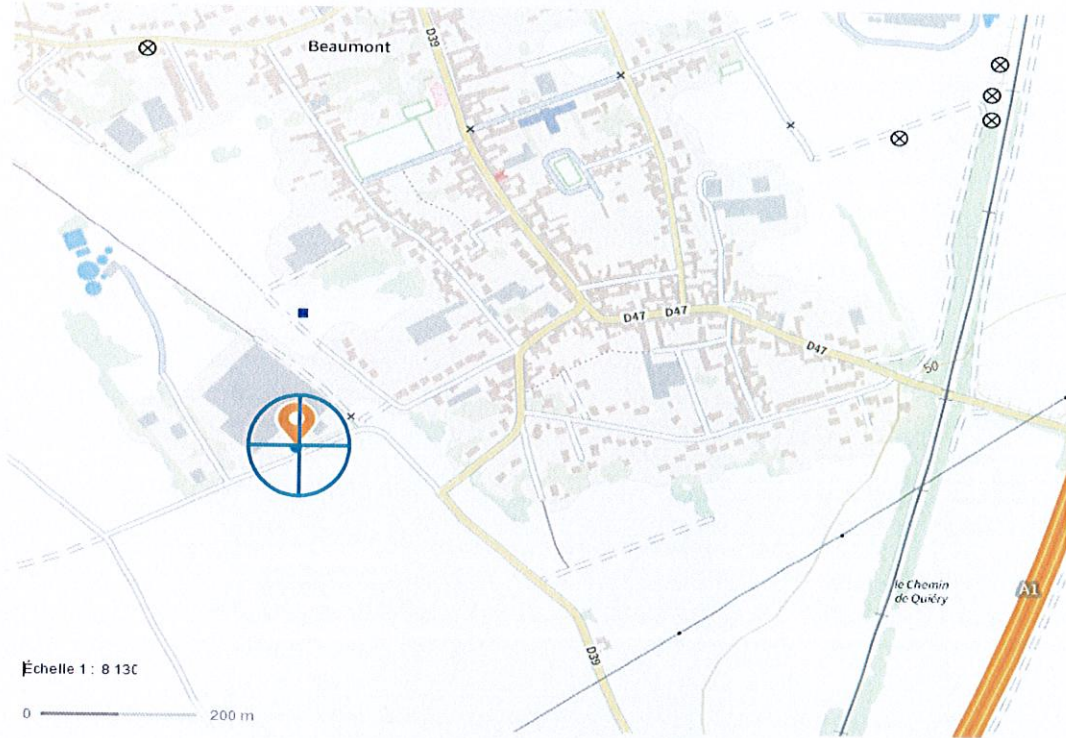 Beaumont
D39
D47
D47
D47
50
le Chemin
de Quiéry
A1
D39
Échelle 1 : 8 130
0 200 m